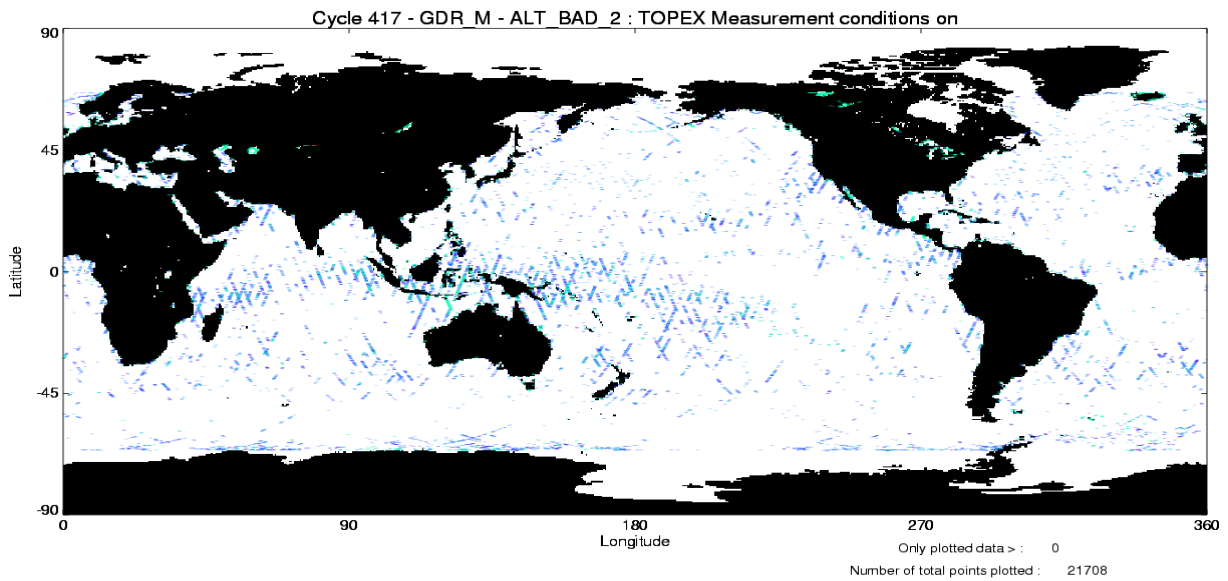 Cycle 417 - GDR_M - ALT_BAD_2 : TOPEX Measurement conditions on
90
45
0
-45
-90
Latitude
0 90 180 270 360
Longitude
Only plotted data > : 0
Number of total points plotted : 21708